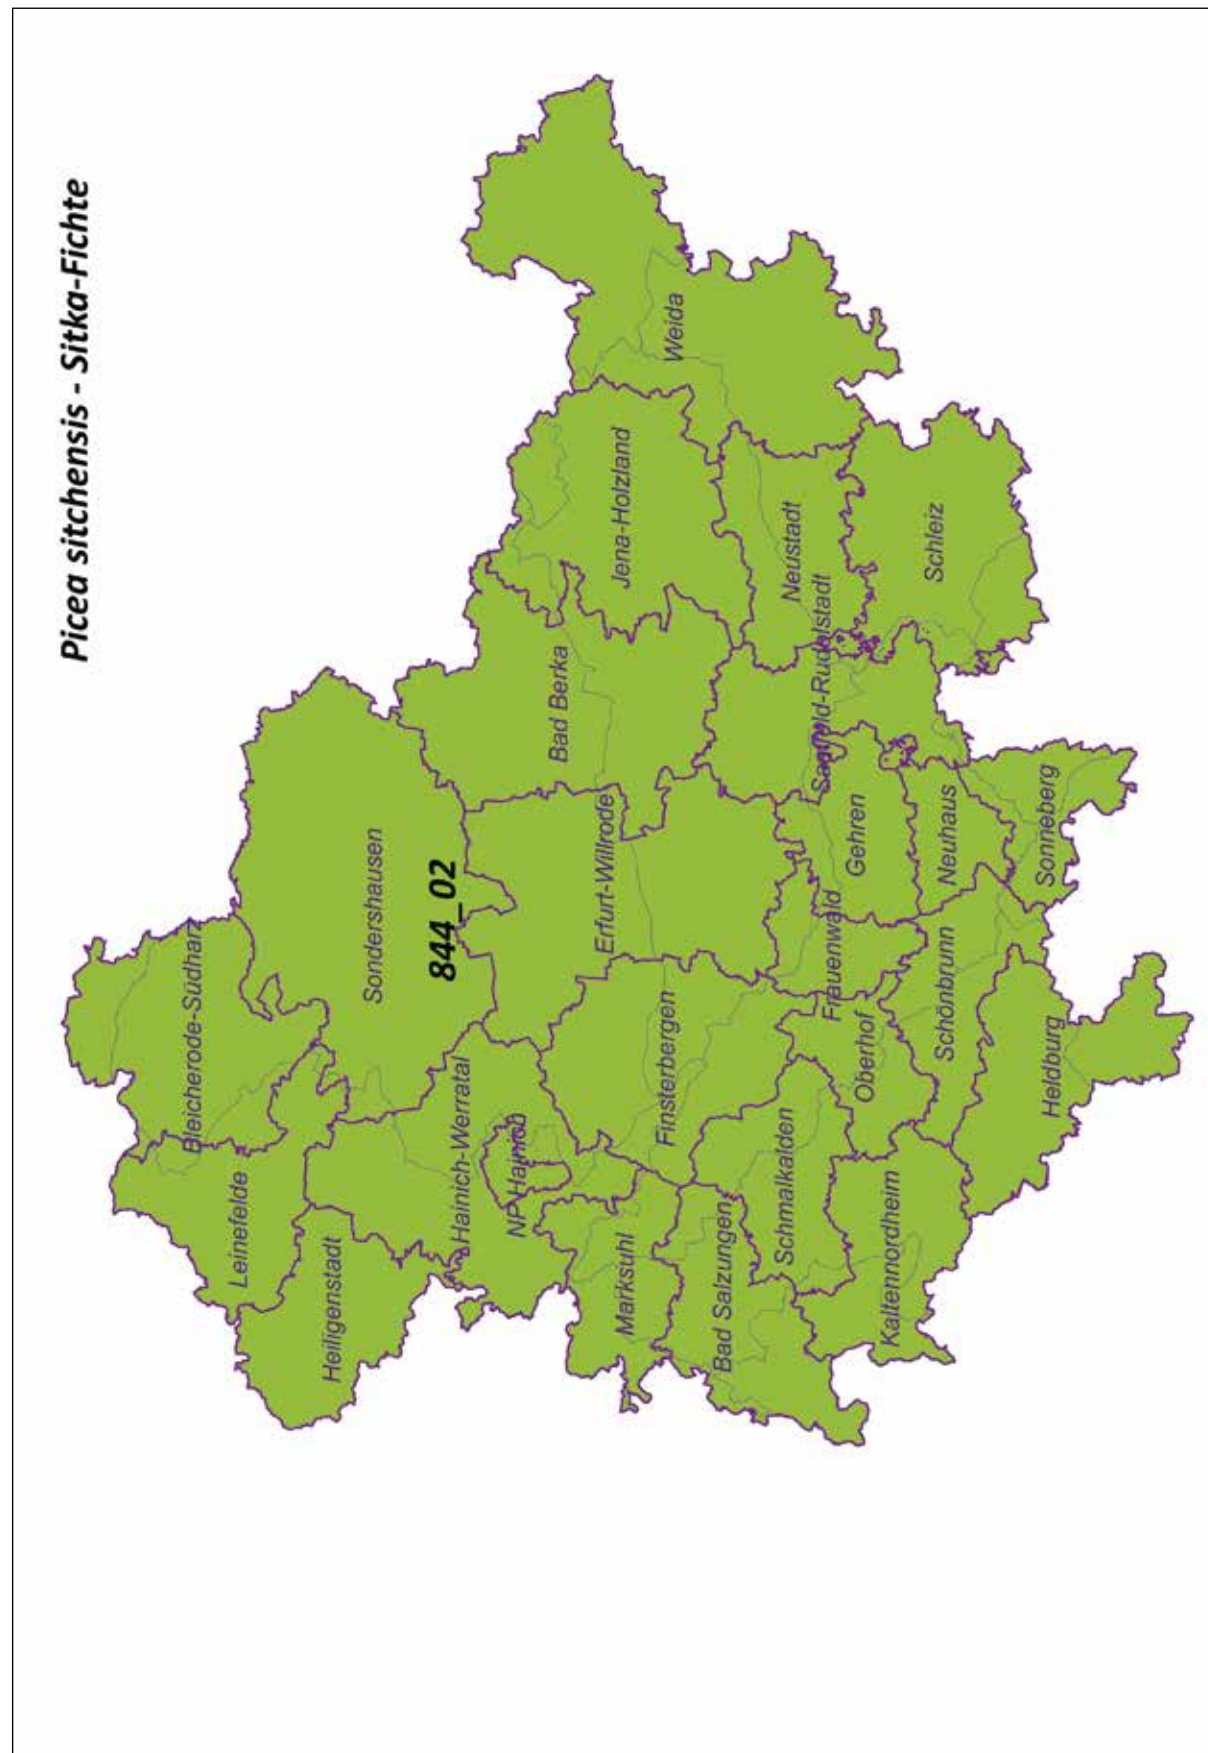 Picea sitchensis - Sitka-Fichte
Bleicherode-Südharz
Leinefelde
Heiligenstadt
Sondershausen
844_02
Hainich-Werratal
NP Hainich
Bad Berka
Erfurt-Willrode
Jena-Holzland
Weida
Marksuhl
Finsterbergen
Bad Salzungen
Schmalkalden
Neustadt
Saalfeld-Rudolstadt
Frauenwald
Gehren
Oberhof
Kaltennordheim
Schleiz
Schönbrunn
Neuhaus
Sonneberg
Heldburg